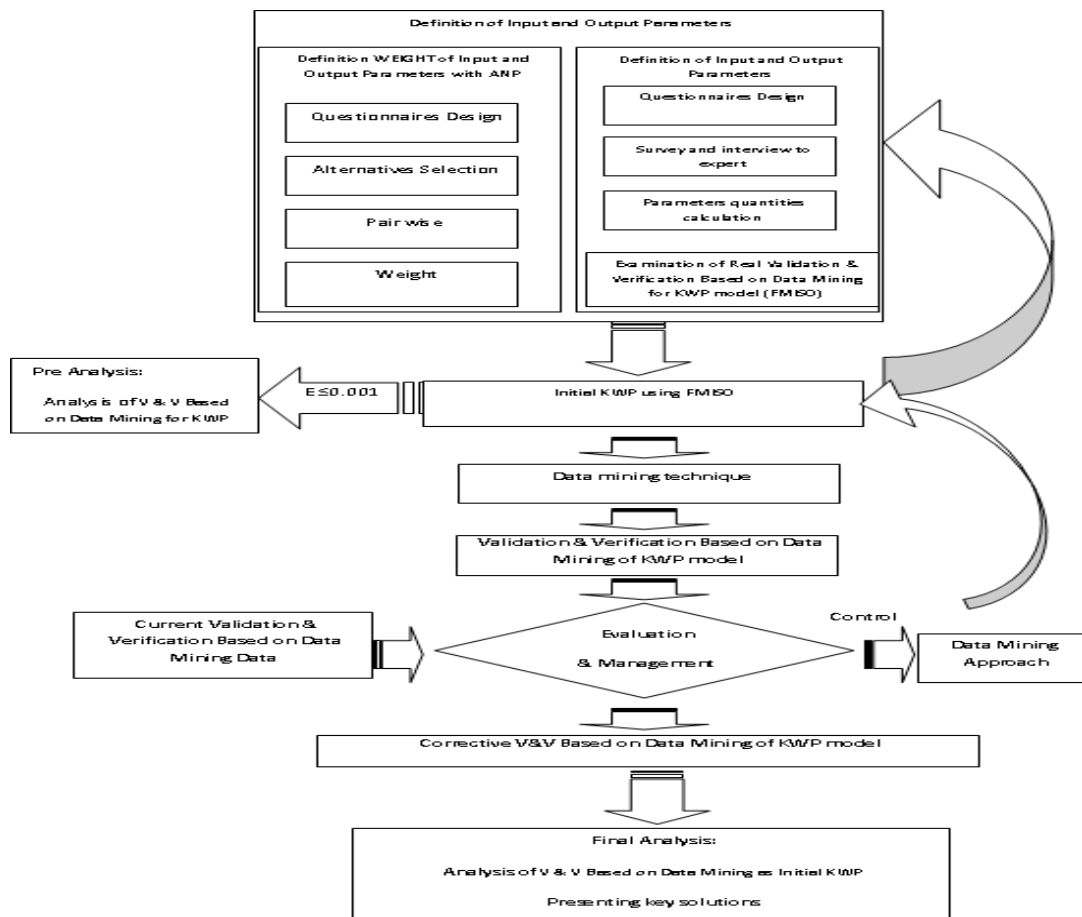 Definition of Input and Output Parameters
Definition WEIGHT of Input and
Output Parameters with ANP
Questionnaires Design
Alternatives Selection
Pair wise
Weight
Definition of Input and Output
Parameters
Questionnaires Design
Survey and interview to
expert
Parameters quantities
calculation
Examination of Real Validation &
Verification Based on Data Mining
for KWP model (FMISO)
Pre Analysis:
Analysis of V & V Based
on Data Mining for KWP
E≤0.001
Initial KWP using FMISO
Data mining technique
Validation & Verification Based on Data
Mining of KWP model
Current Validation &
Verification Based on Data
Mining Data
Evaluation
& Management
Control
Data Mining
Approach
Corrective V&V Based on Data Mining of KWP model
Final Analysis:
Analysis of V & V Based on Data Mining as Initial KWP
Presenting key solutions